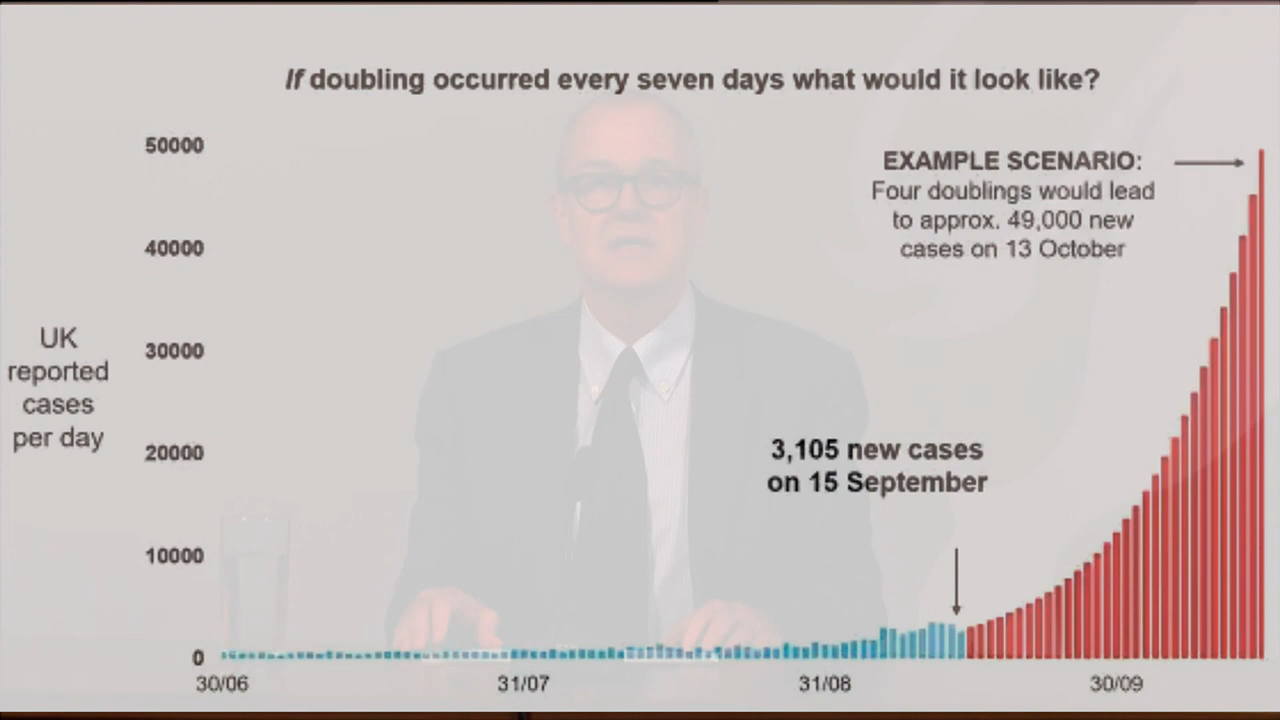 If doubling occurred every seven days what would it look like?
50000
40000
30000
20000
10000
0
UK
reported
cases
per day
EXAMPLE SCENARIO:
Four doublings would lead
to approx. 49,000 new
cases on 13 October
3,105 new cases
on 15 September
30/06
31/07
31/08
30/09